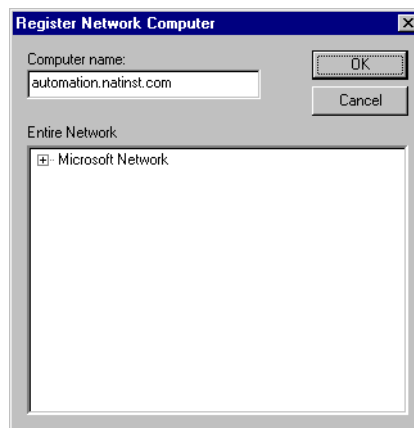 Register Network Computer
Computer name:
automation.natinst.com
OK
Cancel
Entire Network
Microsoft Network